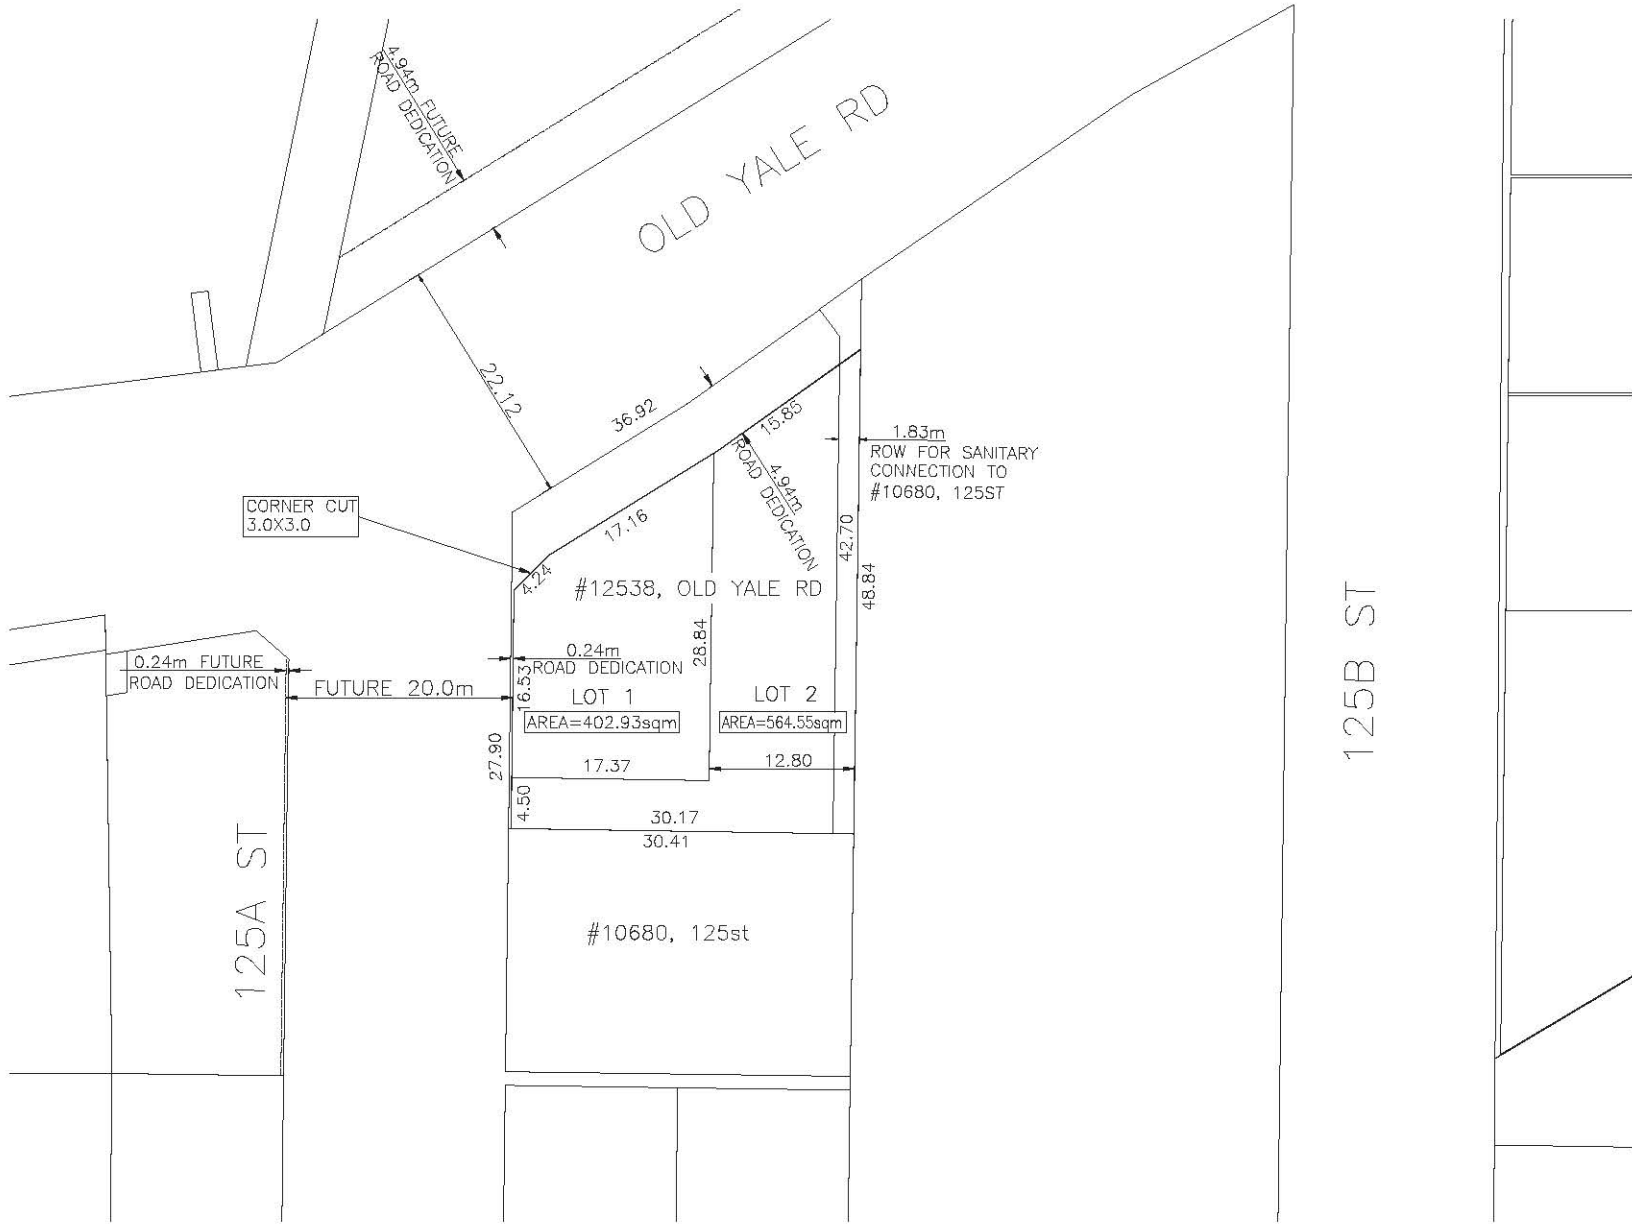 4.94m FUTURE
ROAD DEDICATION
OLD YALE RD
22.12
36.92
15.85
1.83m
ROW FOR SANITARY
CONNECTION TO
#10680, 125ST
4.94m
ROAD DEDICATION
CORNER CUT
3.0X3.0
17.16
4.24
42.70
48.84
#12538, OLD YALE RD
28.84
0.24m
ROAD DEDICATION
16.53
0.24m FUTURE
ROAD DEDICATION
FUTURE 20.0m
LOT 1
AREA=402.93sqm
LOT 2
AREA=564.55sqm
125B ST
27.90
17.37
12.80
4.50
30.17
30.41
125A ST
#10680, 125st